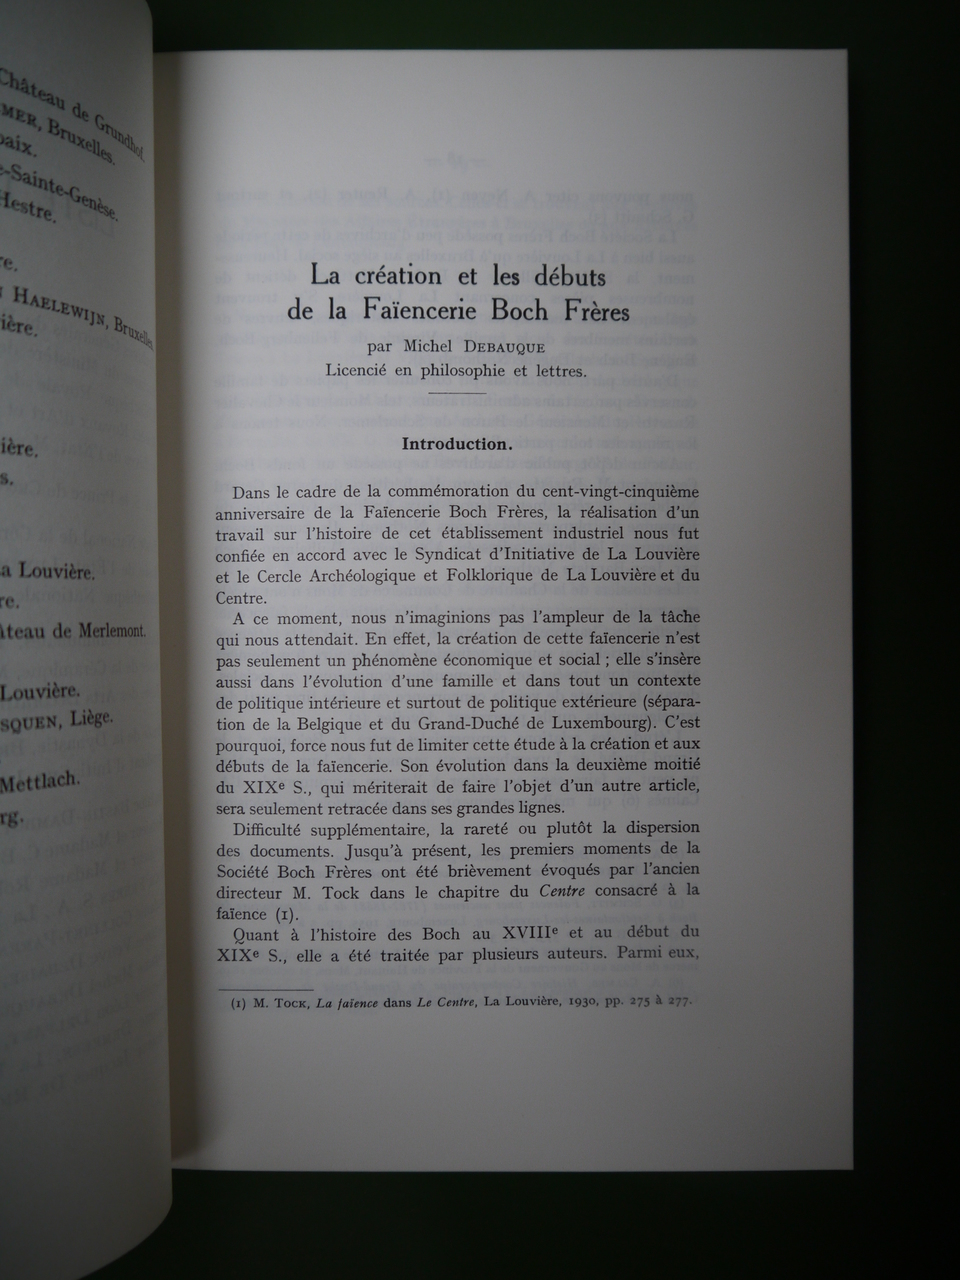 Château de Grundhof.
MER, Bruxelles.
paix.
-Sainte-Genèse.
Hestre.
re.
HAELEWIJN, Bruxelles
ière.
ière.
s.
a Louvière.
re.
âteau de Merlemont.
Louvière.
SQUEN, Liège.
Mettlach.
rg.
La création et les débuts
de la Faïencerie Boch Frères
par Michel DEBAUQUE
Licencié en philosophie et lettres.
Introduction.
Dans le cadre de la commémoration du cent-vingt-cinquième
anniversaire de la Faïencerie Boch Frères, la réalisation d'un
travail sur l'histoire de cet établissement industriel nous fut
confiée en accord avec le Syndicat d'Initiative de La Louvière
et le Cercle Archéologique et Folklorique de La Louvière et du
Centre.
A ce moment, nous n'imaginions pas l'ampleur de la tâche
qui nous attendait. En effet, la création de cette faïencerie n'est
pas seulement un phénomène économique et social ; elle s'insère
aussi dans l'évolution d'une famille et dans tout un contexte
de politique intérieure et surtout de politique extérieure (sépara-
tion de la Belgique et du Grand-Duché de Luxembourg). C'est
pourquoi, force nous fut de limiter cette étude à la création et aux
débuts de la faïencerie. Son évolution dans la deuxième moitié
du XIXe S., qui mériterait de faire l'objet d'un autre article,
sera seulement retracée dans ses grandes lignes.
Difficulté supplémentaire, la rareté ou plutôt la dispersion
des documents. Jusqu'à présent, les premiers moments de la
Société Boch Frères ont été brièvement évoqués par l'ancien
directeur M. Tock dans le chapitre du Centre consacré à la
faïence (1).
Quant à l'histoire des Boch au XVIIIe et au début du
XIXe S., elle a été traitée par plusieurs auteurs. Parmi eux,
(1) M. TOCK, La faïence dans Le Centre, La Louvière, 1930, pp. 275 à 277.